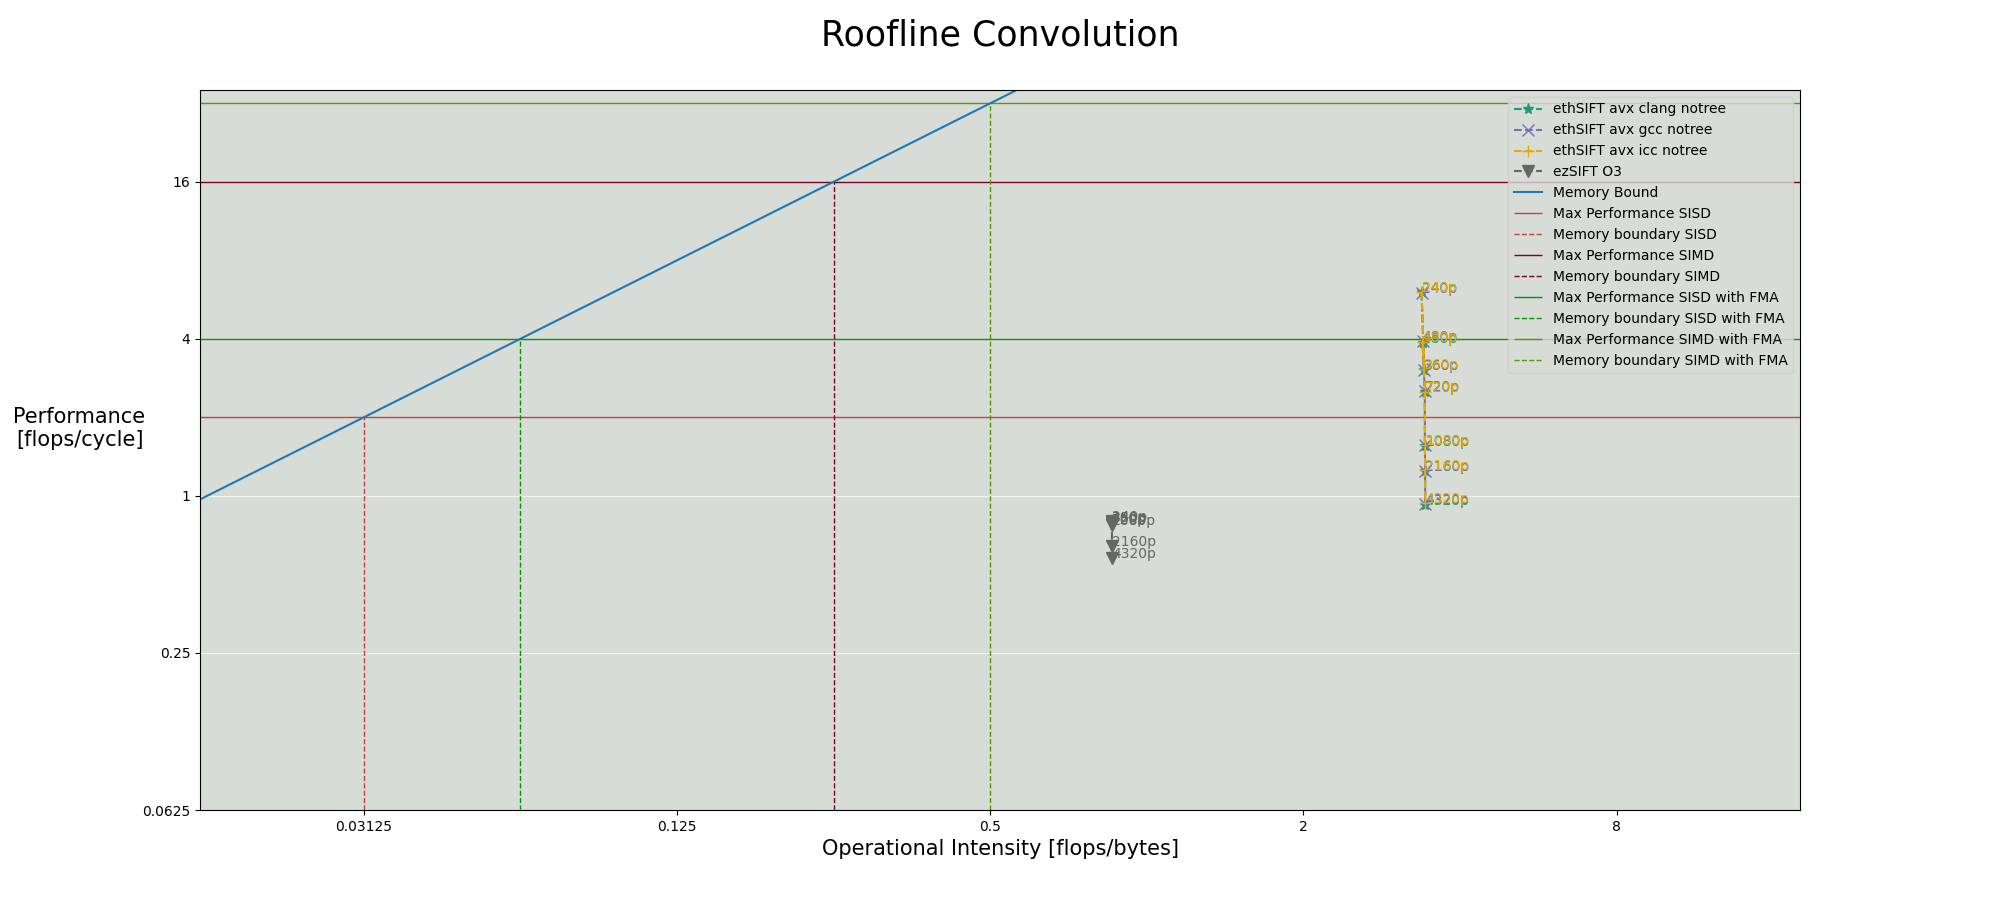 Roofline Convolution
Performance
[flops/cycle]
16
4
1
0.25
0.0625
0.03125
0.125
0.5
2
8
Operational Intensity [flops/bytes]
ethSIFT avx clang notree
ethSIFT avx gcc notree
ethSIFT avx icc notree
ezSIFT O3
Memory Bound
Max Performance SISD
Memory boundary SISD
Max Performance SIMD
Memory boundary SIMD
Max Performance SISD with FMA
Memory boundary SISD with FMA
Max Performance SIMD with FMA
Memory boundary SIMD with FMA
240p
480p
360p
720p
1080p
2160p
4320p
2160p
4320p